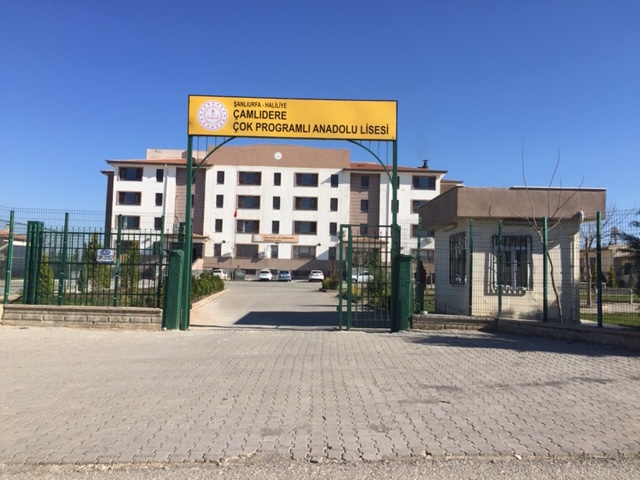 ŞANLIURFA - HALİLİYE
ÇAMLIDERE
ÇOK PROGRAMLI ANADOLU LİSESİ